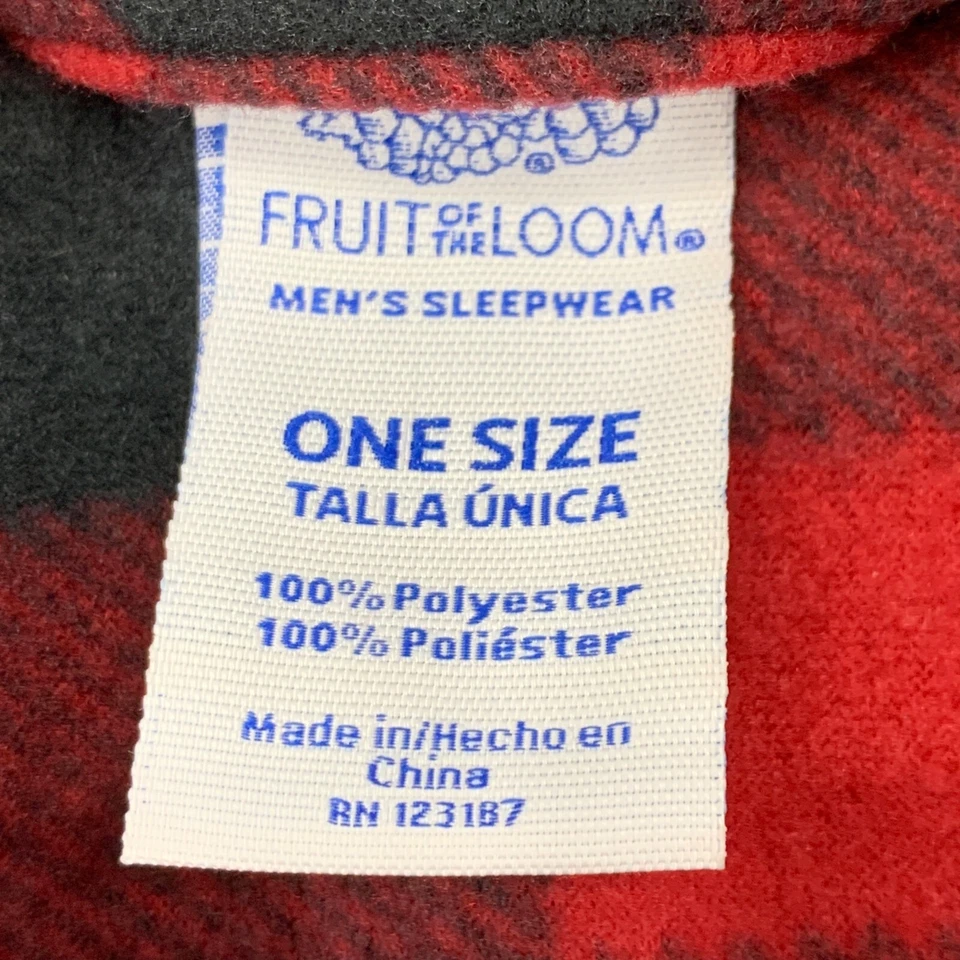 ®
FRUIT OF THE LOOM®
MEN'S SLEEPWEAR
ONE SIZE
TALLA ÚNICA
100% Polyester
100% Poliéster
Made in/Hecho en
China
RN 123187